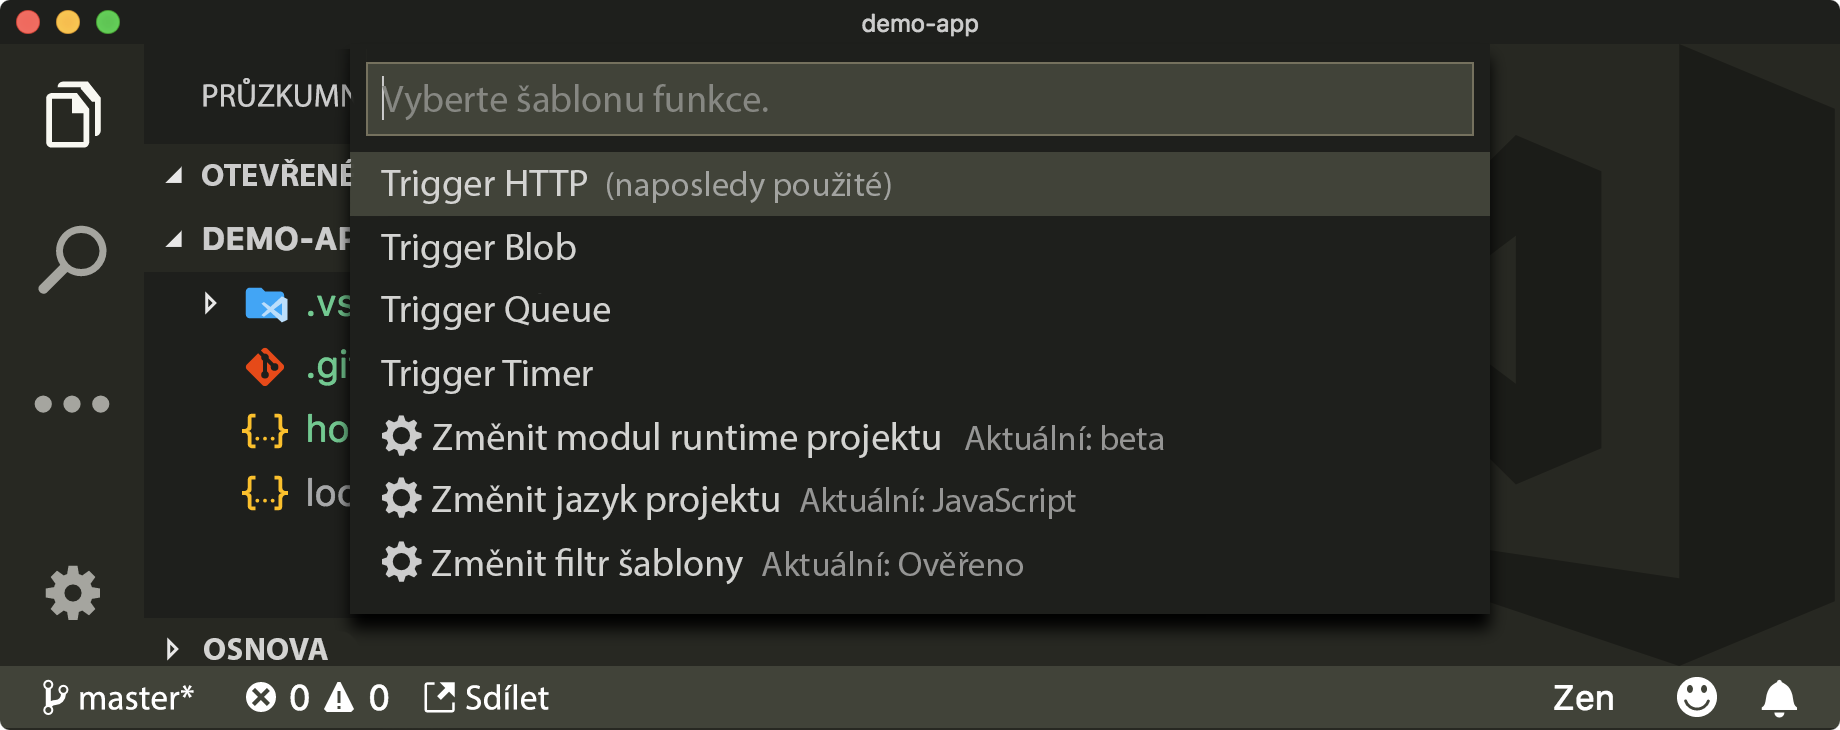 demo-app
PRŮZKUMN
Vyberte šablonu funkce.
OTEVŘENÉ
DEMO-AP
.vs
.git
ho
loc
Trigger HTTP (naposledy použité)
Trigger Blob
Trigger Queue
Trigger Timer
Změnit modul runtime projektu Aktuální: beta
Změnit jazyk projektu Aktuální: JavaScript
Změnit filtr šablony Aktuální: Ověřeno
OSNOVA
master* 0 0 Sdílet Zen